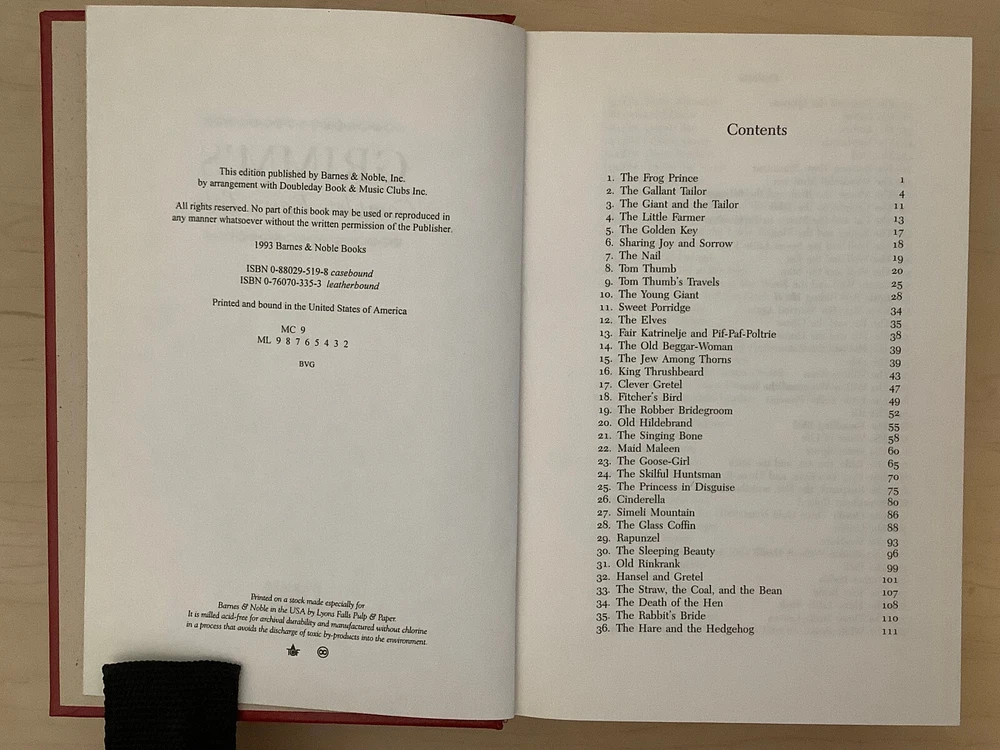 This edition published by Barnes & Noble, Inc.
by arrangement with Doubleday Book & Music Clubs Inc.
All rights reserved. No part of this book may be used or reproduced in
any manner whatsoever without the written permission of the Publisher.
1993 Barnes & Noble Books
ISBN 0-88029-519-8 casebound
ISBN 0-76070-335-3 leatherbound
Printed and bound in the United States of America
MC 9
ML 9 8 7 6 5 4 3 2
BVG
Printed on a stock made especially for
Barnes & Noble in the USA by Lyons Falls Pulp & Paper.
It is milled acid-free for archival durability and manufactured without chlorine
in a process that avoids the discharge of toxic by-products into the environment.
Contents
1. The Frog Prince 1
2. The Gallant Tailor 4
3. The Giant and the Tailor 11
4. The Little Farmer 13
5. The Golden Key 17
6. Sharing Joy and Sorrow 18
7. The Nail 19
8. Tom Thumb 20
9. Tom Thumb's Travels 25
10. The Young Giant 28
11. Sweet Porridge 34
12. The Elves 35
13. Fair Katrinelje and Pif-Paf-Poltrie 38
14. The Old Beggar-Woman 39
15. The Jew Among Thorns 39
16. King Thrushbeard 43
17. Clever Gretel 47
18. Fitcher's Bird 49
19. The Robber Bridegroom 52
20. Old Hildebrand 55
21. The Singing Bone 58
22. Maid Maleen 60
23. The Goose-Girl 65
24. The Skilful Huntsman 70
25. The Princess in Disguise 75
26. Cinderella 80
27. Simeli Mountain 86
28. The Glass Coffin 88
29. Rapunzel 93
30. The Sleeping Beauty 96
31. Old Rinkrank 99
32. Hansel and Gretel 101
33. The Straw, the Coal, and the Bean 107
34. The Death of the Hen 108
35. The Rabbit's Bride 110
36. The Hare and the Hedgehog 111